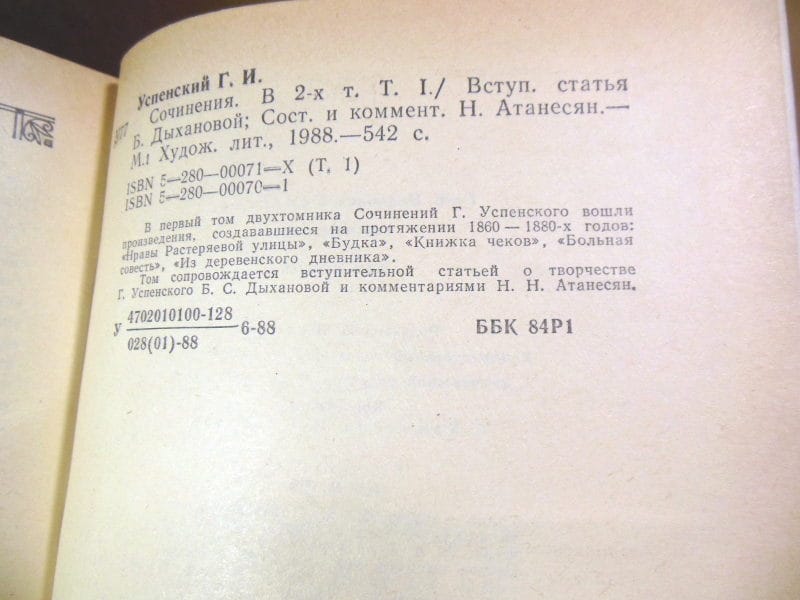 Успенский Г. И.
Сочинения. В 2-х т. Т. I./ Вступ. статья
Б. Дыхановой; Сост. и коммент. Н. Атанесян.—
М.: Худож. лит., 1988.—542 с.
ISBN 5—280—00071—X (Т. 1)
ISBN 5—280—00070—1
В первый том двухтомника Сочинений Г. Успенского вошли
произведения, создававшиеся на протяжении 1860 — 1880-х годов:
«Нравы Растеряевой улицы», «Будка», «Книжка чеков», «Больная
совесть», «Из деревенского дневника».
Том сопровождается вступительной статьей о творчестве
Г. Успенского Б. С. Дыхановой и комментариями Н. Н. Атанесян.
У 4702010100-128 6-88 ББК 84Р1
028(01)-88